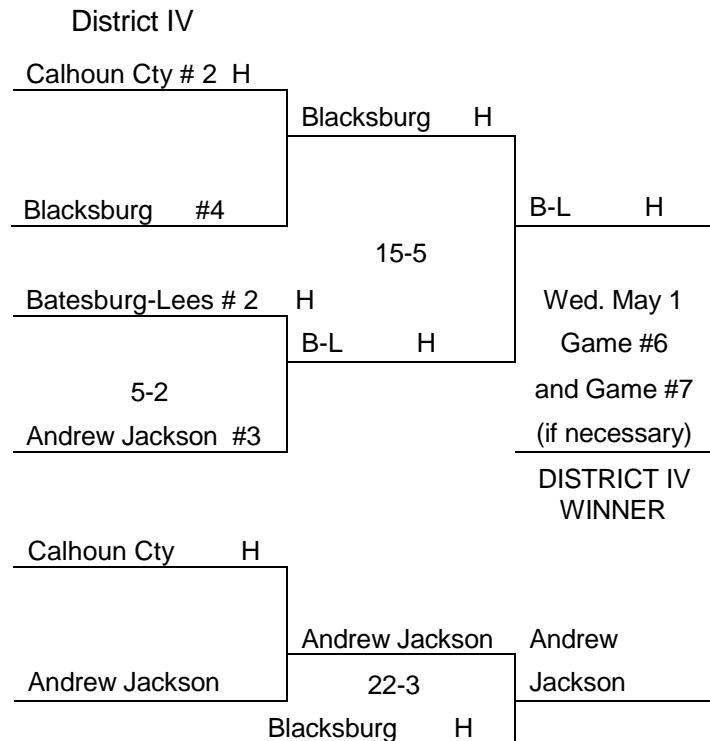 District IV
Calhoun Cty # 2 H
Blacksburg H
Blacksburg #4
B-L H
15-5
Batesburg-Lees # 2 H
Wed. May 1
B-L H
Game #6
5-2
and Game #7
Andrew Jackson #3
(if necessary)
DISTRICT IV
WINNER
Calhoun Cty H
Andrew Jackson
Andrew
Andrew Jackson
22-3
Jackson
Blacksburg H